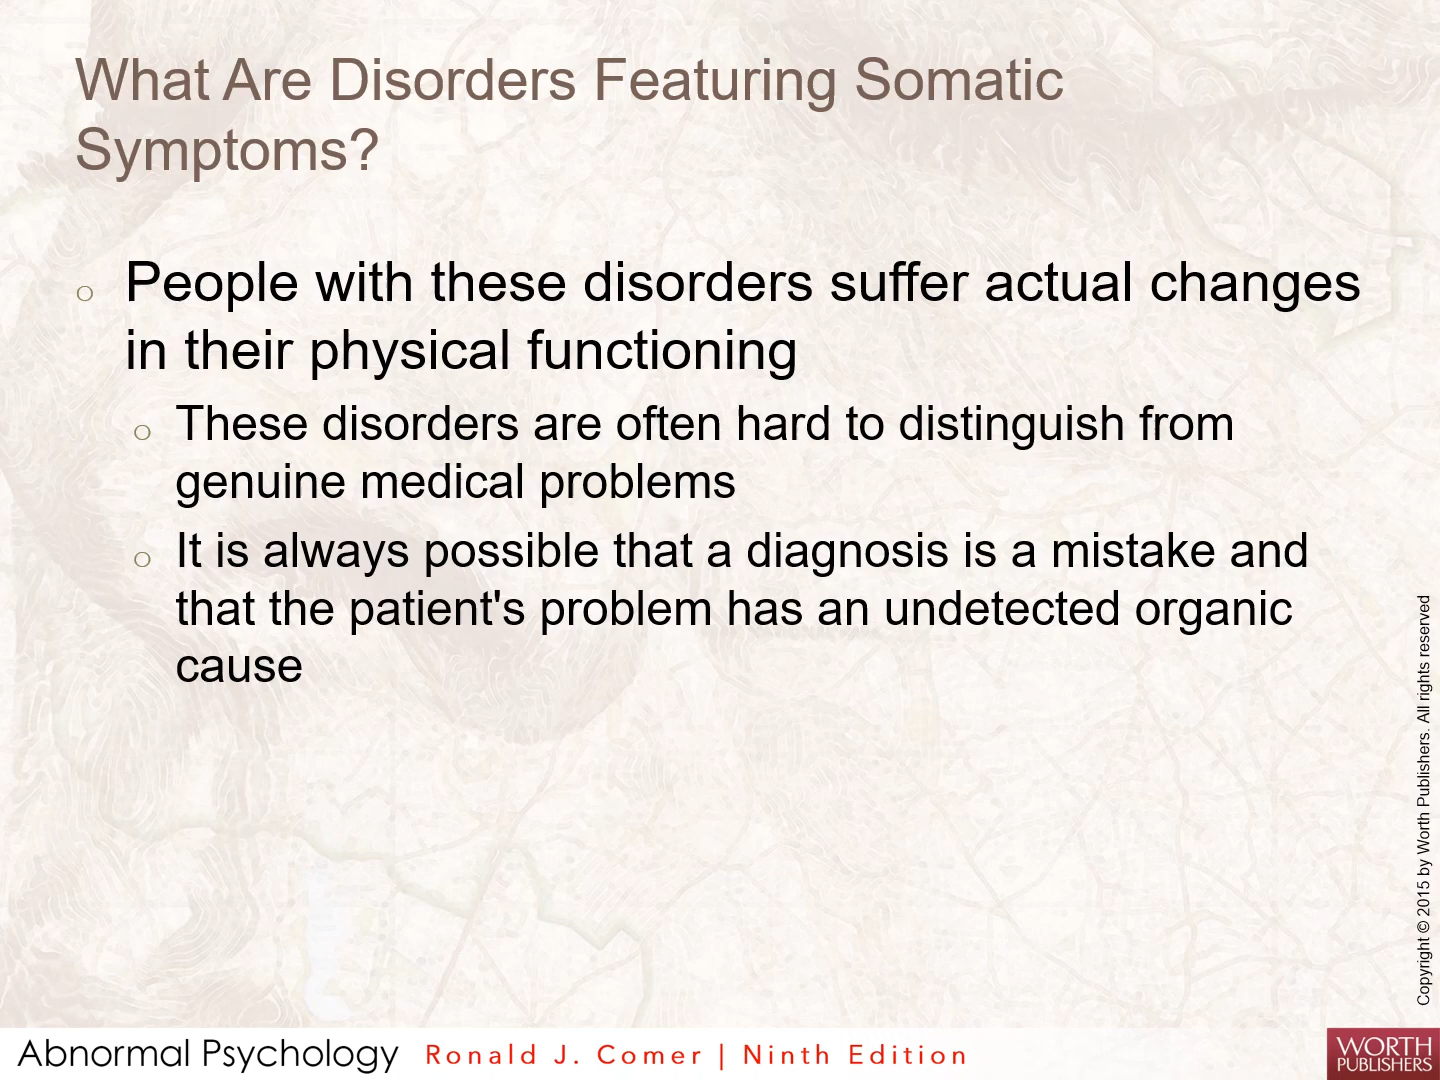 What Are Disorders Featuring Somatic
Symptoms?
People with these disorders suffer actual changes
in their physical functioning
These disorders are often hard to distinguish from
genuine medical problems
It is always possible that a diagnosis is a mistake and
that the patient's problem has an undetected organic
cause
Copyright © 2015 by Worth Publishers. All rights reserved
Abnormal Psychology Ronald J. Comer | Ninth Edition
WORTH
PUBLISHERS